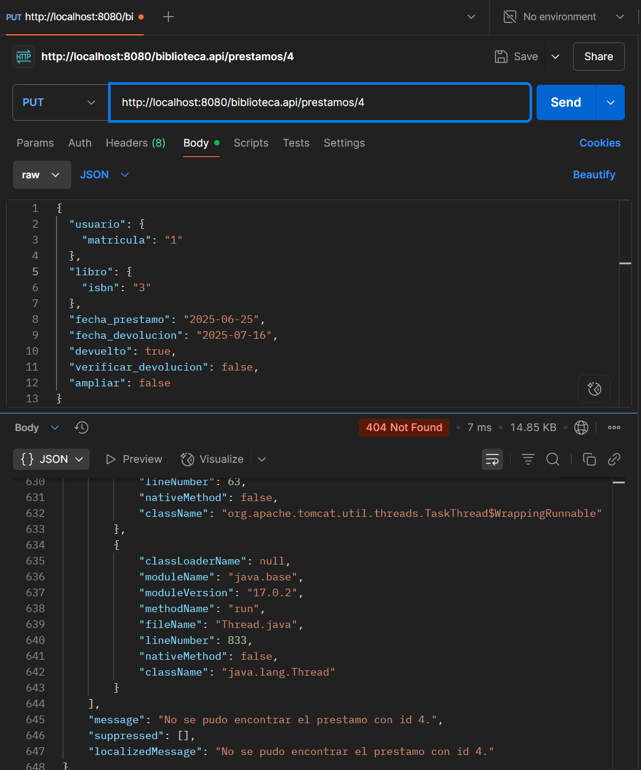 PUT http://localhost:8080/bi
No environment
HTTP http://localhost:8080/biblioteca.api/prestamos/4
Save
Share
PUT http://localhost:8080/biblioteca.api/prestamos/4
Send
Params Auth Headers (8) Body Scripts Tests Settings Cookies
raw JSON Beautify
1 {
2 "usuario": {
3 "matricula": "1"
4 },
5 "libro": {
6 "isbn": "3"
7 },
8 "fecha_prestamo": "2025-06-25",
9 "fecha_devolucion": "2025-07-16",
10 "devuelto": true,
11 "verificar_devolucion": false,
12 "ampliar": false
13 }
Body 404 Not Found 7 ms 14.85 KB
{} JSON Preview Visualize
630 "lineNumber": 63,
631 "nativeMethod": false,
632 "className": "org.apache.tomcat.util.threads.TaskThread$WrappingRunnable"
633 },
634 {
635 "classLoaderName": null,
636 "moduleName": "java.base",
637 "moduleVersion": "17.0.2",
638 "methodName": "run",
639 "fileName": "Thread.java",
640 "lineNumber": 833,
641 "nativeMethod": false,
642 "className": "java.lang.Thread"
643 }
644 ],
645 "message": "No se pudo encontrar el prestamo con id 4.",
646 "suppressed": [],
647 "localizedMessage": "No se pudo encontrar el prestamo con id 4."
648 }